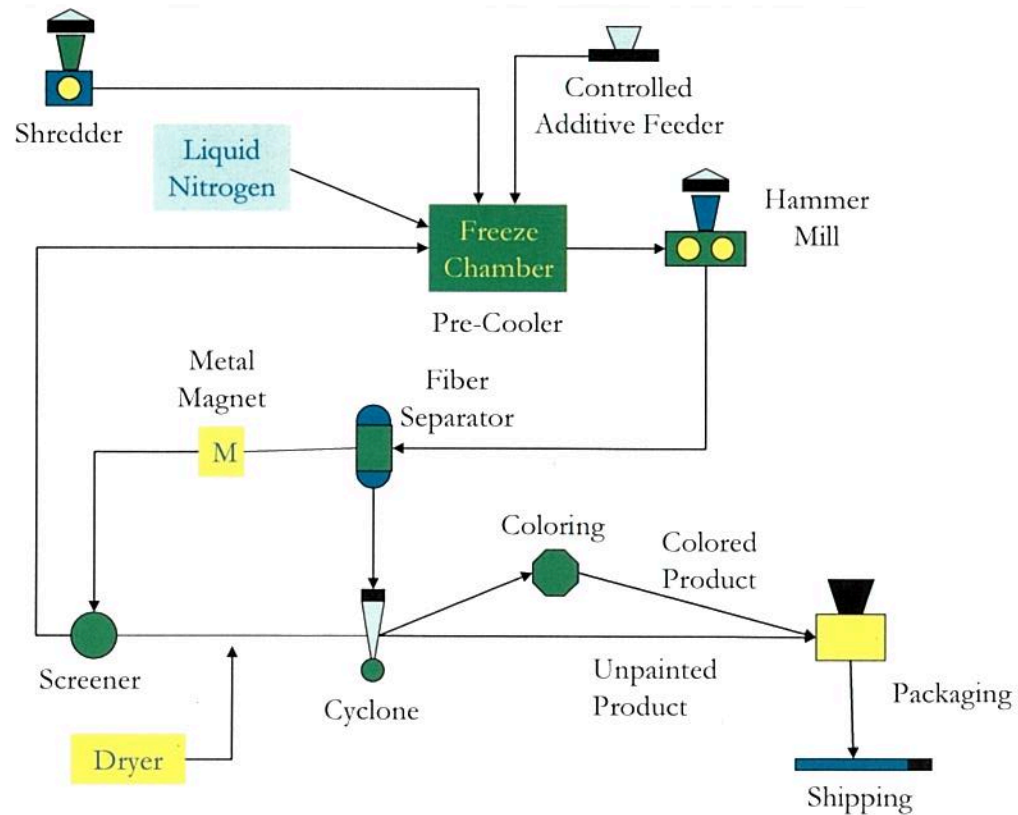 Shredder
Controlled
Additive Feeder
Liquid
Nitrogen
Hammer
Mill
Freeze
Chamber
Pre-Cooler
Metal
Magnet
Fiber
Separator
M
Coloring
Colored
Product
Screener
Cyclone
Unpainted
Product
Packaging
Dryer
Shipping